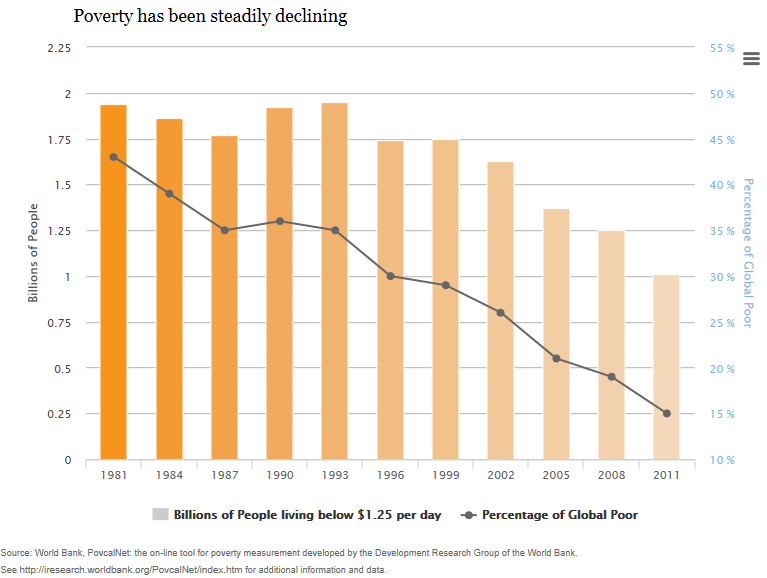 Poverty has been steadily declining
2.25
2
1.75
1.5
1.25
1
0.75
0.5
0.25
0
Billions of People
55 %
50 %
45 %
40 %
35 %
30 %
25 %
20 %
15 %
10 %
Percentage of Global Poor
1981 1984 1987 1990 1993 1996 1999 2002 2005 2008 2011
Billions of People living below $1.25 per day Percentage of Global Poor
Source: World Bank, PovcalNet: the on-line tool for poverty measurement developed by the Development Research Group of the World Bank.
See http://iresearch.worldbank.org/PovcalNet/index.htm for additional information and data.